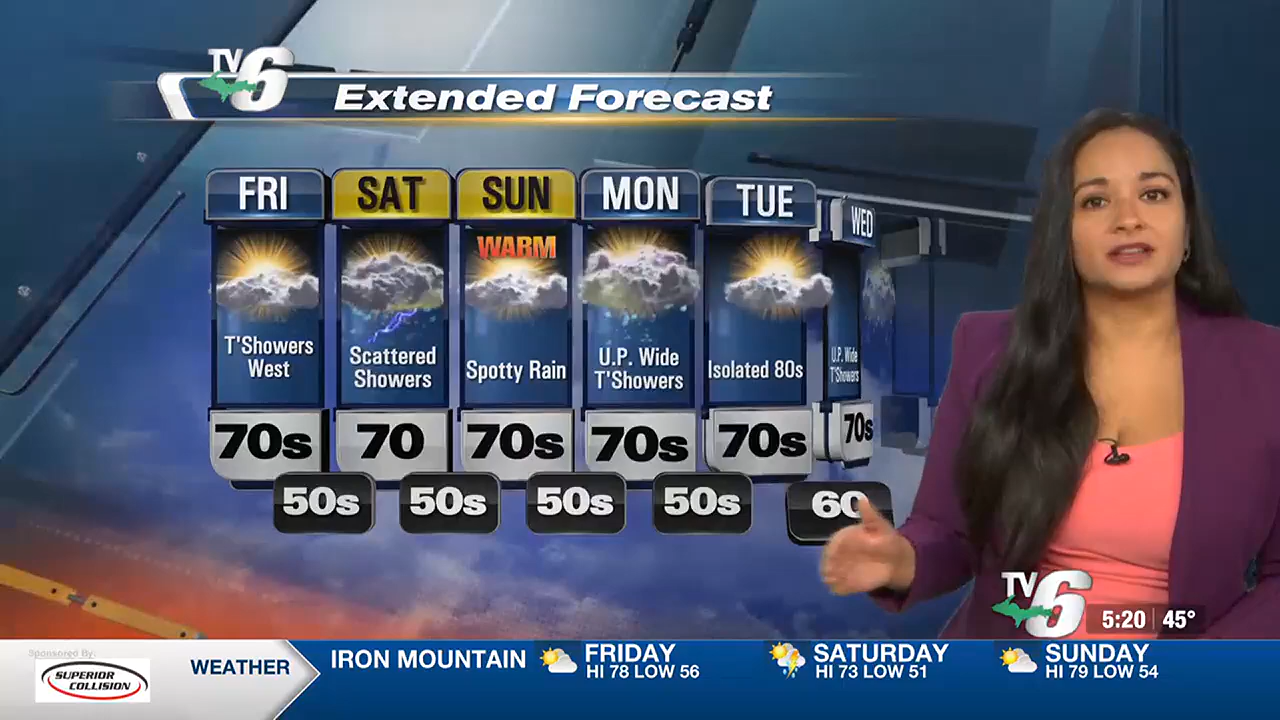 TV6
Extended Forecast
FRI
SAT
SUN
MON
TUE
WED
WARM
T'Showers
West
Scattered
Showers
Spotty Rain
U.P. Wide
T'Showers
Isolated 80s
U.P. Wide
T'Showers
70s
70
70s
70s
70s
70s
50s
50s
50s
50s
60
TV6
5:20
45°
Sponsored By:
SUPERIOR
COLLISION
WEATHER
IRON MOUNTAIN
FRIDAY
HI 78 LOW 56
SATURDAY
HI 73 LOW 51
SUNDAY
HI 79 LOW 54